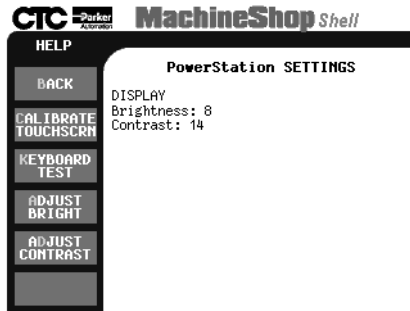 CTC Parker Automation MachineShop Shell
HELP
PowerStation SETTINGS
BACK
DISPLAY
Brightness: 8
Contrast: 14
CALIBRATE
TOUCHSCRN
KEYBOARD
TEST
ADJUST
BRIGHT
ADJUST
CONTRAST